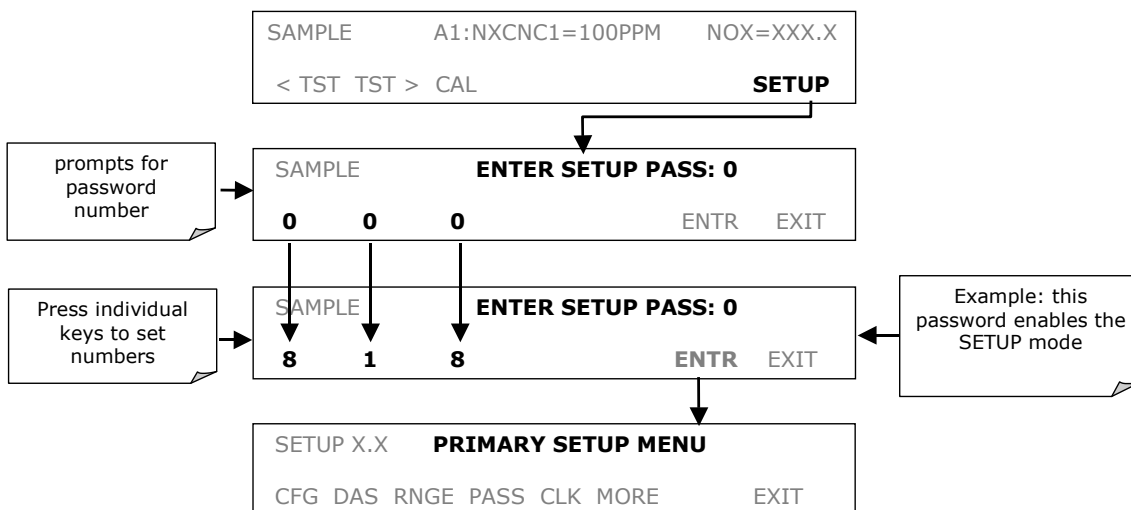 SAMPLE A1:NXCNC1=100PPM NOX=XXX.X
< TST TST > CAL SETUP
prompts for
password
number
SAMPLE ENTER SETUP PASS: 0
0 0 0 ENTR EXIT
Press individual
keys to set
numbers
SAMPLE ENTER SETUP PASS: 0
8 1 8 ENTR EXIT
Example: this
password enables the
SETUP mode
SETUP X.X PRIMARY SETUP MENU
CFG DAS RNGE PASS CLK MORE EXIT